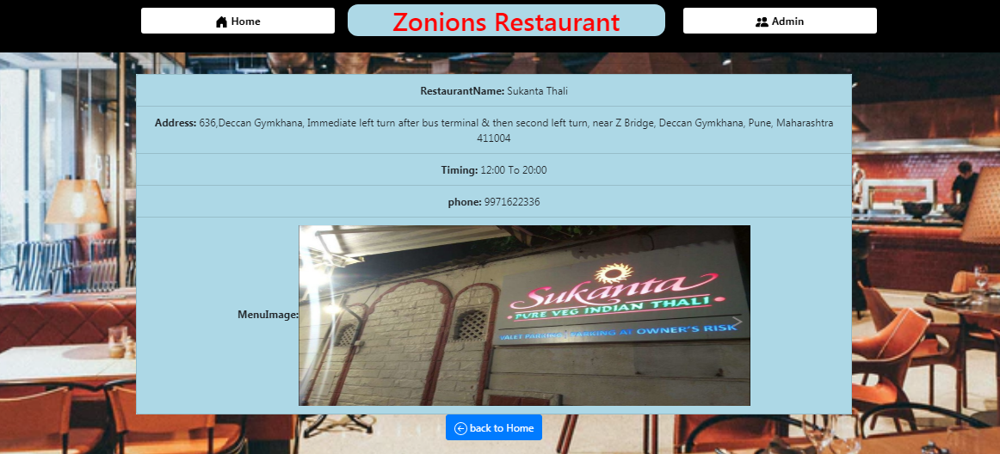 Home
Zonions Restaurant
Admin
RestaurantName: Sukanta Thali
Address: 636,Deccan Gymkhana, Immediate left turn after bus terminal & then second left turn, near Z Bridge, Deccan Gymkhana, Pune, Maharashtra
411004
Timing: 12:00 To 20:00
phone: 9971622336
MenuImage:
Sukanta
PURE VEG INDIAN THALI
VALET PARKING / PARKING AT OWNER'S RISK
back to Home